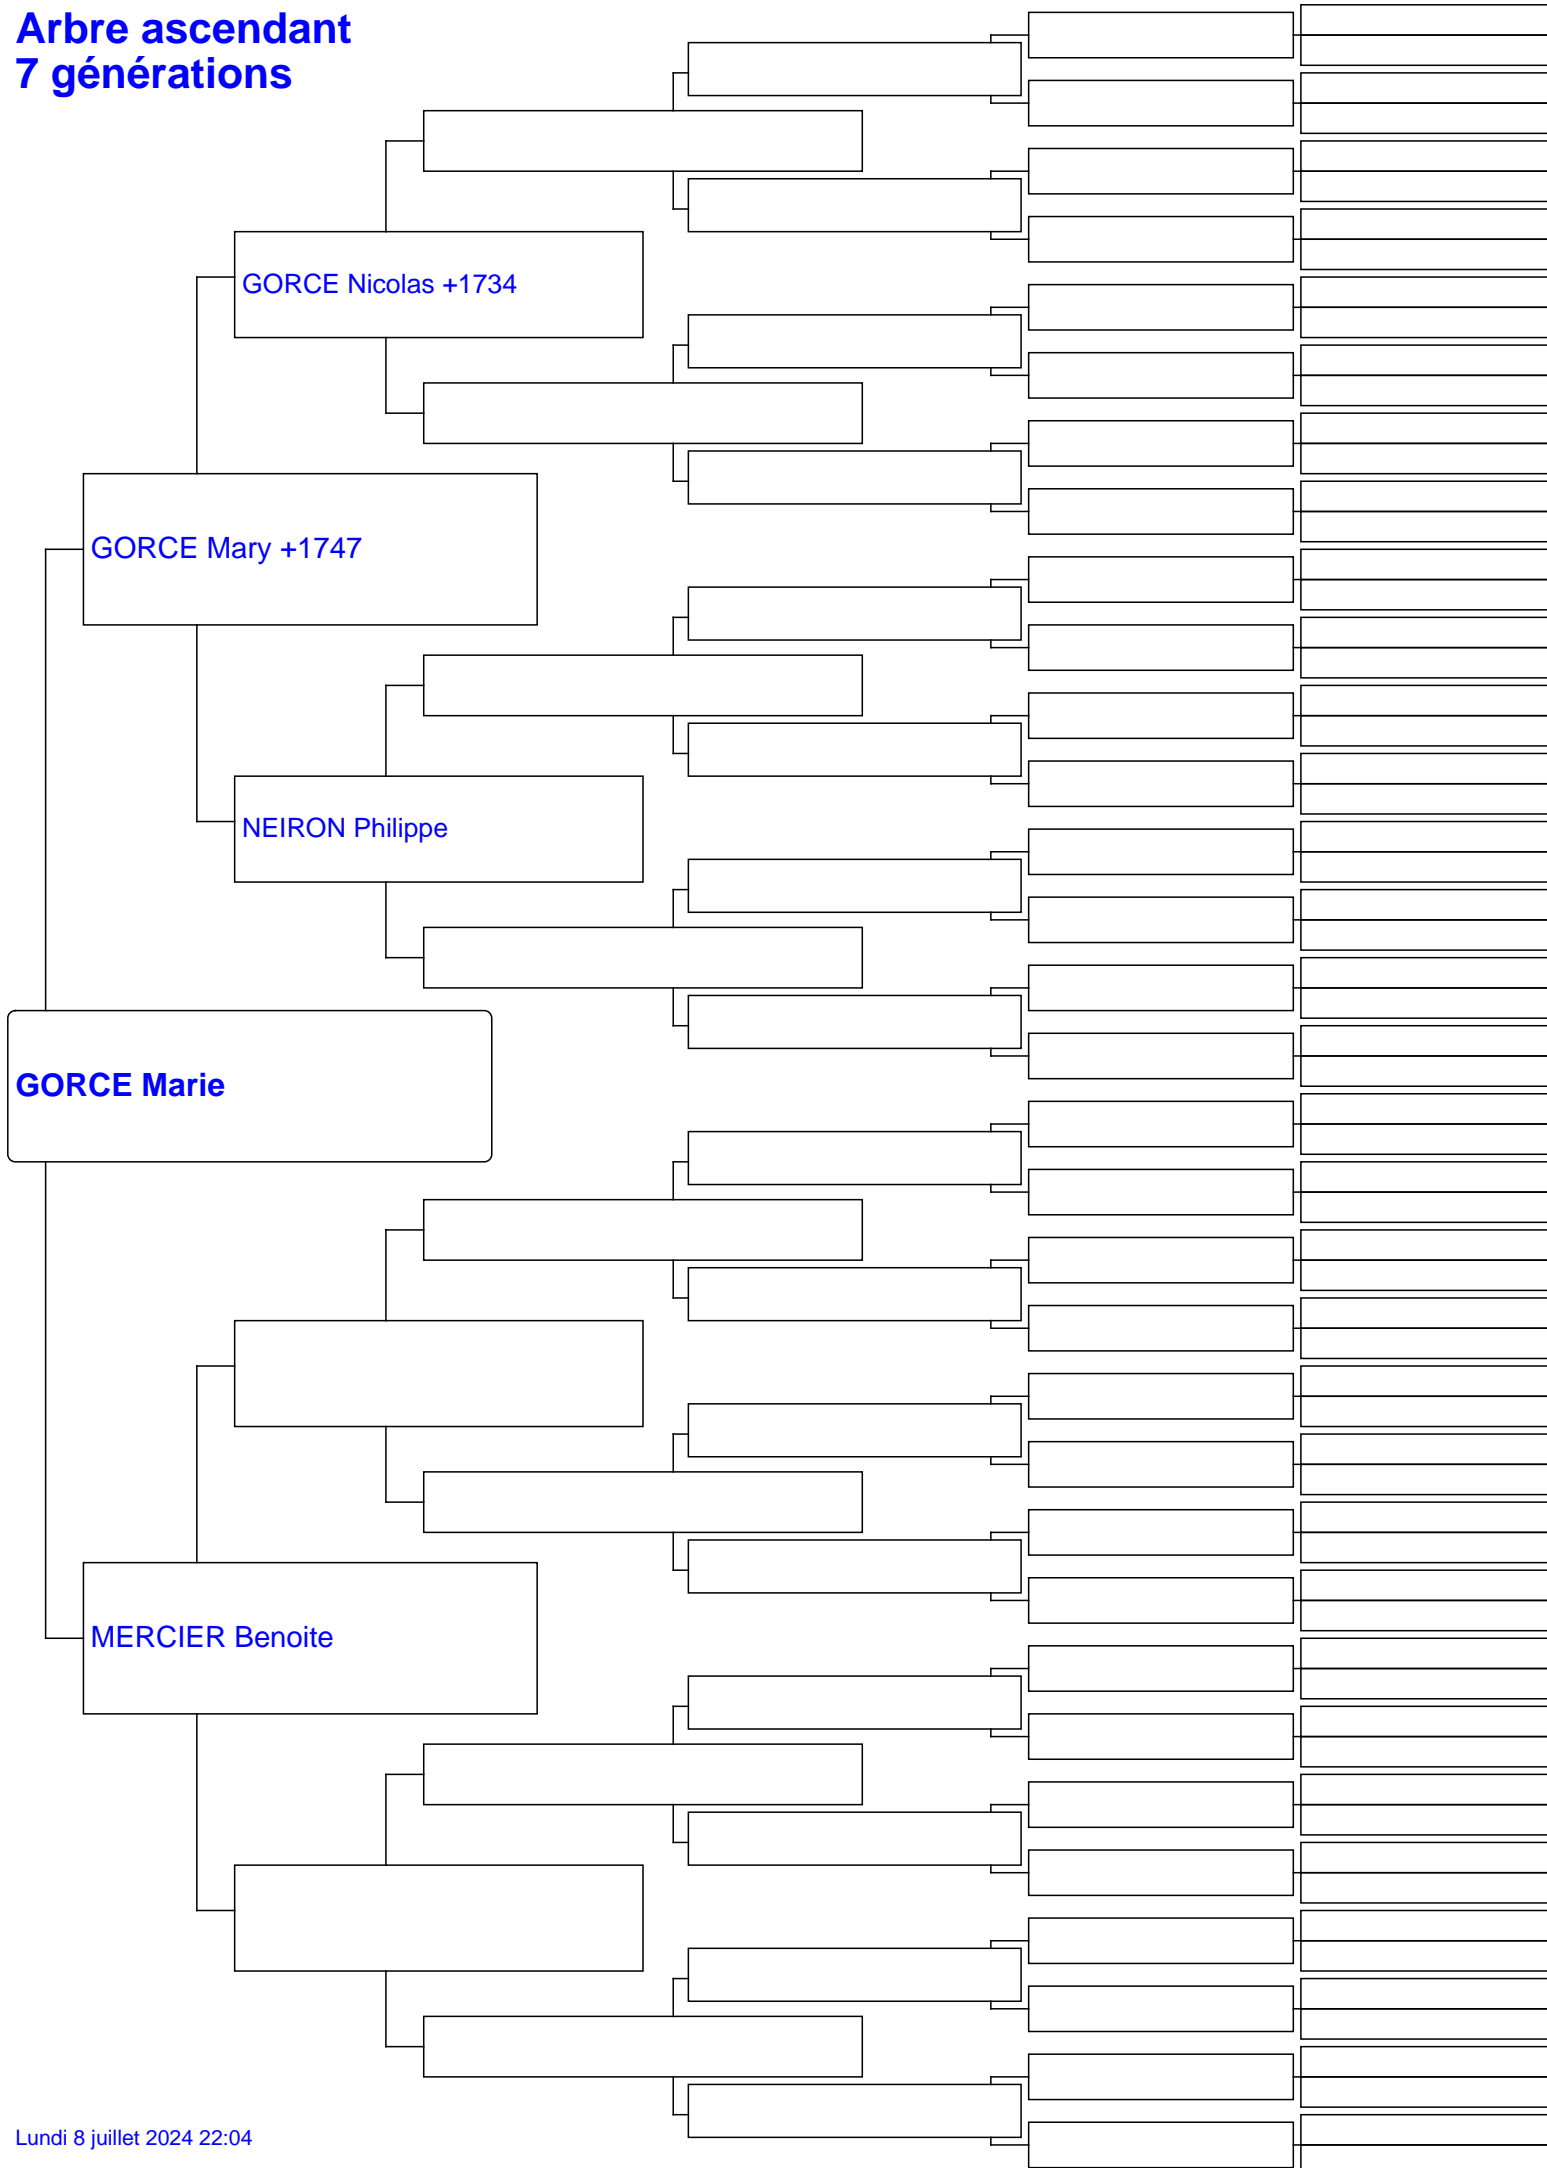 Arbre ascendant
7 générations
GORCE Nicolas +1734
GORCE Mary +1747
NEIRON Philippe
GORCE Marie
MERCIER Benoite
Lundi 8 juillet 2024 22:04